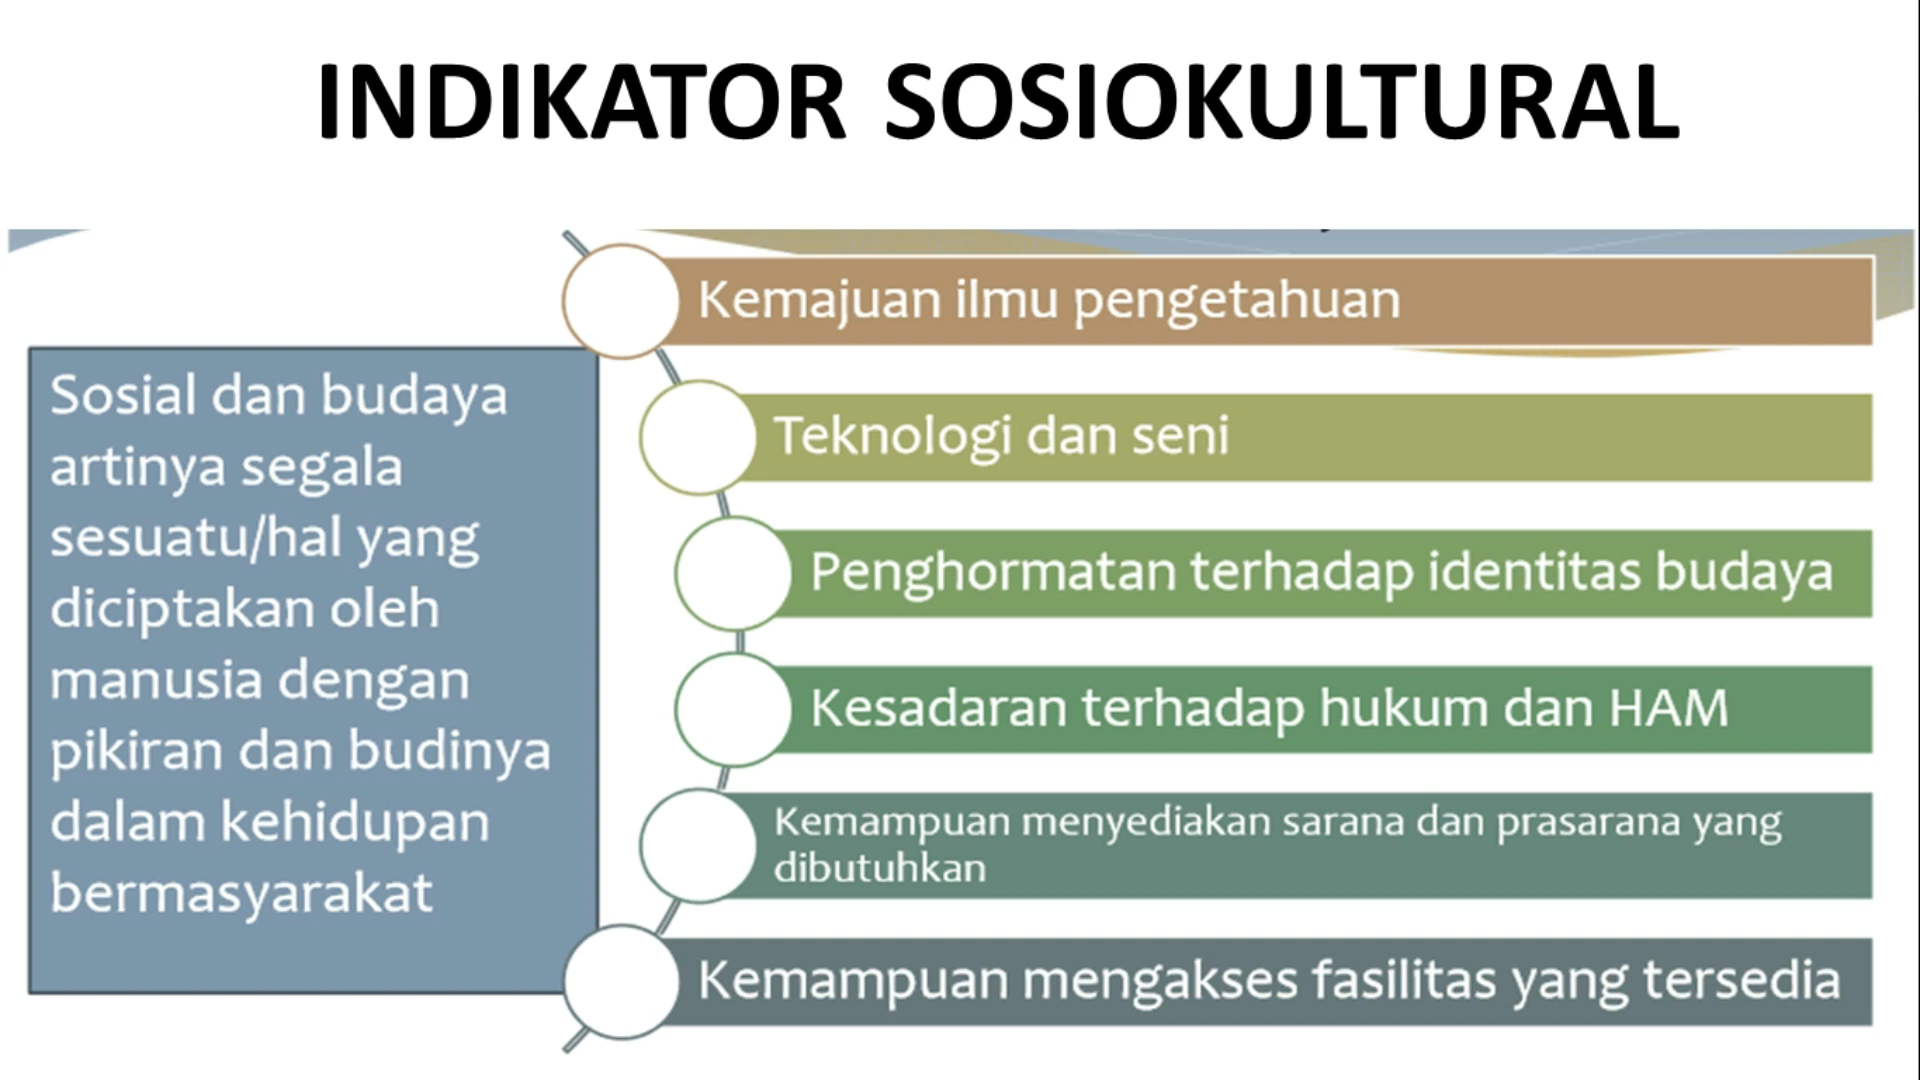 INDIKATOR SOSIOKULTURAL
Sosial dan budaya
artinya segala
sesuatu/hal yang
diciptakan oleh
manusia dengan
pikiran dan budinya
dalam kehidupan
bermasyarakat
Kemajuan ilmu pengetahuan
Teknologi dan seni
Penghormatan terhadap identitas budaya
Kesadaran terhadap hukum dan HAM
Kemampuan menyediakan sarana dan prasarana yang
dibutuhkan
Kemampuan mengakses fasilitas yang tersedia